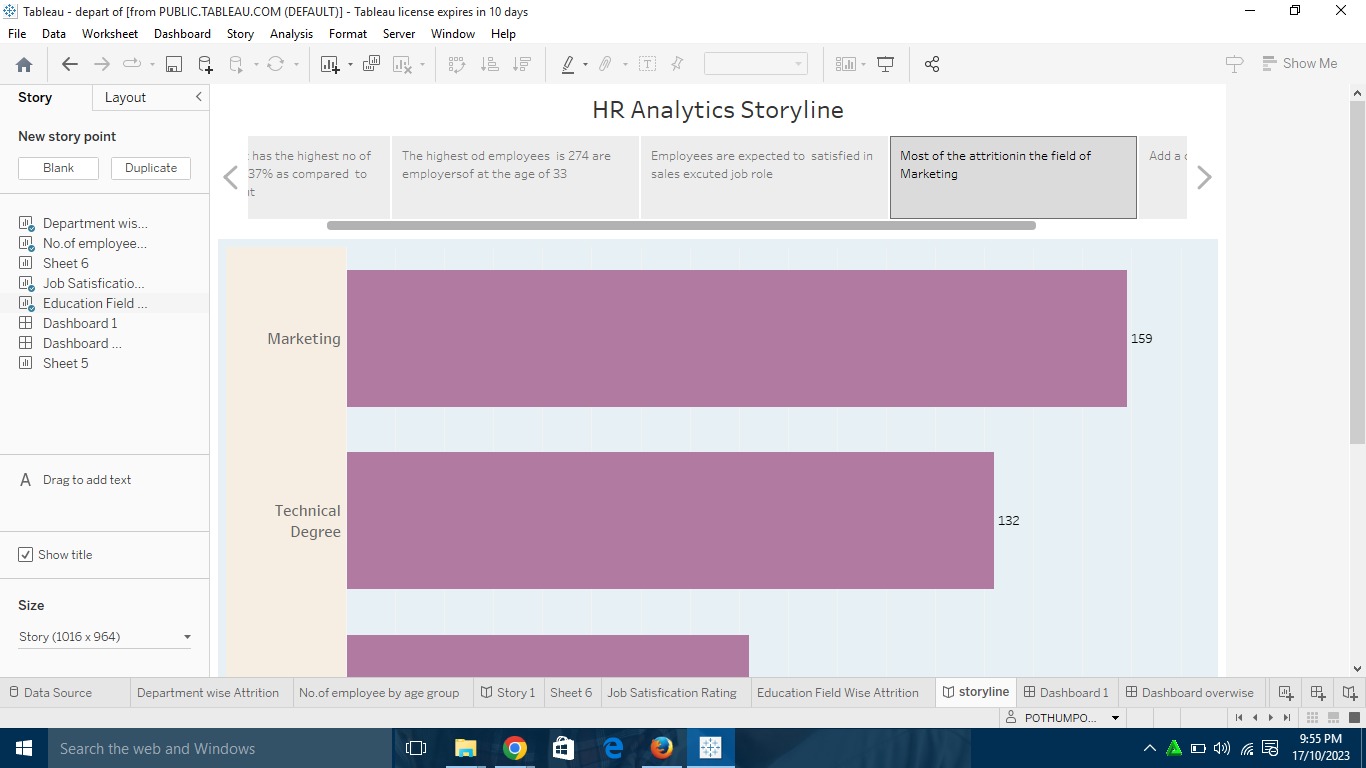 Tableau - depart of [from PUBLIC.TABLEAU.COM (DEFAULT)] - Tableau license expires in 10 days
File Data Worksheet Dashboard Story Analysis Format Server Window Help
Show Me
Story Layout
New story point
Blank Duplicate
Department wis...
No.of employee...
Sheet 6
Job Satisficatio...
Education Field ...
Dashboard 1
Dashboard ...
Sheet 5
A Drag to add text
Show title
Size
Story (1016 x 964)
HR Analytics Storyline
has the highest no of
37% as compared to
The highest od employees is 274 are
employersof at the age of 33
Employees are expected to satisfied in
sales excuted job role
Most of the attritionin the field of
Marketing
Add a
Marketing
159
Technical
Degree
132
Data Source Department wise Attrition No.of employee by age group Story 1 Sheet 6 Job Satisfication Rating Education Field Wise Attrition storyline Dashboard 1 Dashboard overwise
POTHUMPO...
Search the web and Windows
9:55 PM
17/10/2023